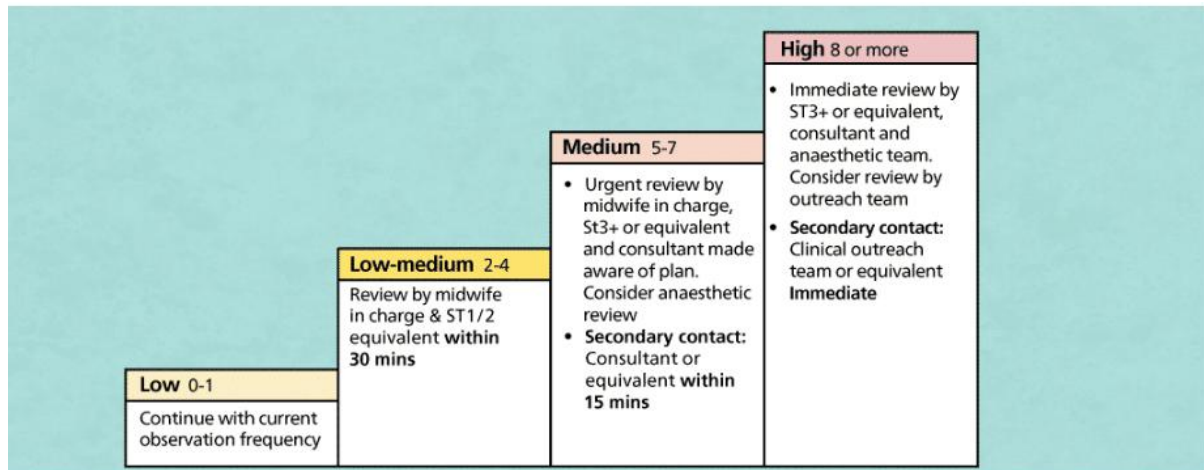 Low 0-1
Continue with current
observation frequency
Low-medium 2-4
Review by midwife
in charge & ST1/2
equivalent within
30 mins
Medium 5-7
• Urgent review by
midwife in charge,
St3+ or equivalent
and consultant made
aware of plan.
Consider anaesthetic
review
• Secondary contact:
Consultant or
equivalent within
15 mins
High 8 or more
• Immediate review by
ST3+ or equivalent,
consultant and
anaesthetic team.
Consider review by
outreach team
• Secondary contact:
Clinical outreach
team or equivalent
Immediate